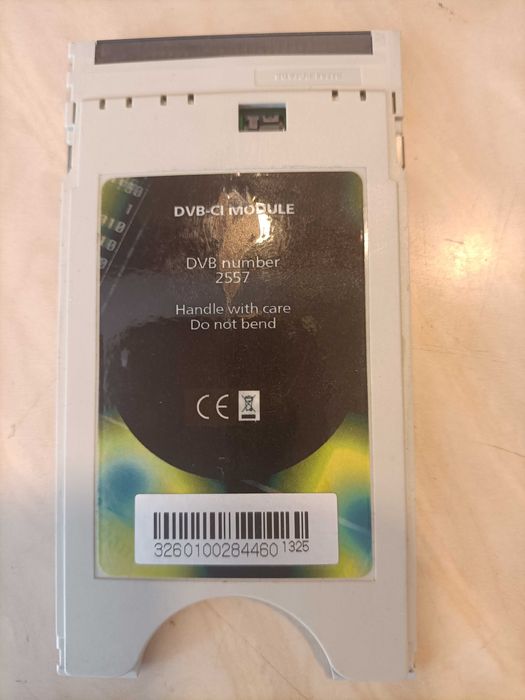 DVB-CI MODULE
DVB number
2557
Handle with care
Do not bend
CE
3260100284460 1325